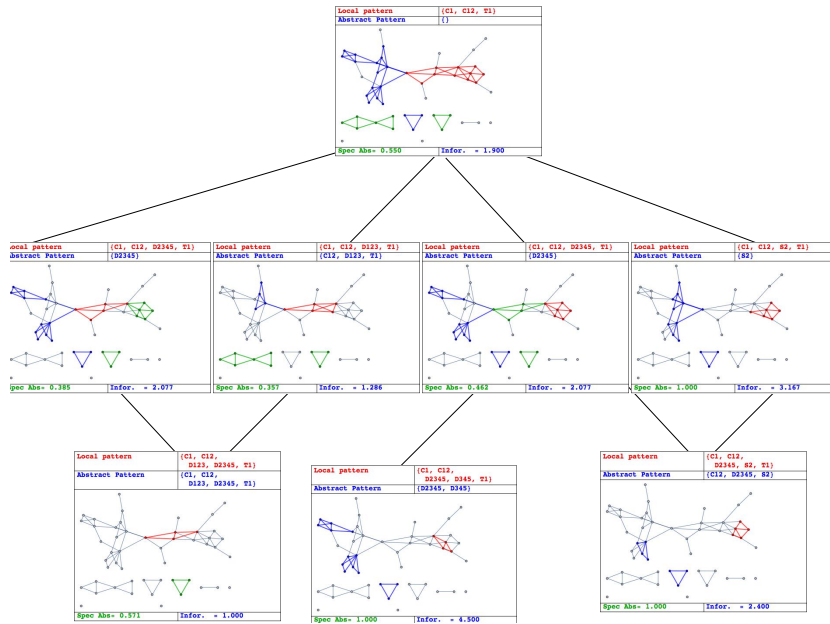 Local pattern {C1, C12, T1}
Abstract Pattern {}
Spec Abs= 0.550 Infor. = 1.900
Local pattern {C1, C12, D2345, T1}
Abstract Pattern {D2345}
Spec Abs= 0.385 Infor. = 2.077
Local pattern {C1, C12, D123, T1}
Abstract Pattern {C12, D123, T1}
Spec Abs= 0.357 Infor. = 1.286
Local pattern {C1, C12, D2345, T1}
Abstract Pattern {D2345}
Spec Abs= 0.462 Infor. = 2.077
Local pattern {C1, C12, S2, T1}
Abstract Pattern {S2}
Spec Abs= 1.000 Infor. = 3.167
Local pattern {C1, C12,
D123, D2345, T1}
Abstract Pattern {C1, C12,
D123, D2345, T1}
Spec Abs= 0.571 Infor. = 1.000
Local pattern {C1, C12,
D2345, D345, T1}
Abstract Pattern {D2345, D345}
Spec Abs= 1.000 Infor. = 4.500
Local pattern {C1, C12,
D2345, S2, T1}
Abstract Pattern {C12, D2345, S2}
Spec Abs= 1.000 Infor. = 2.400